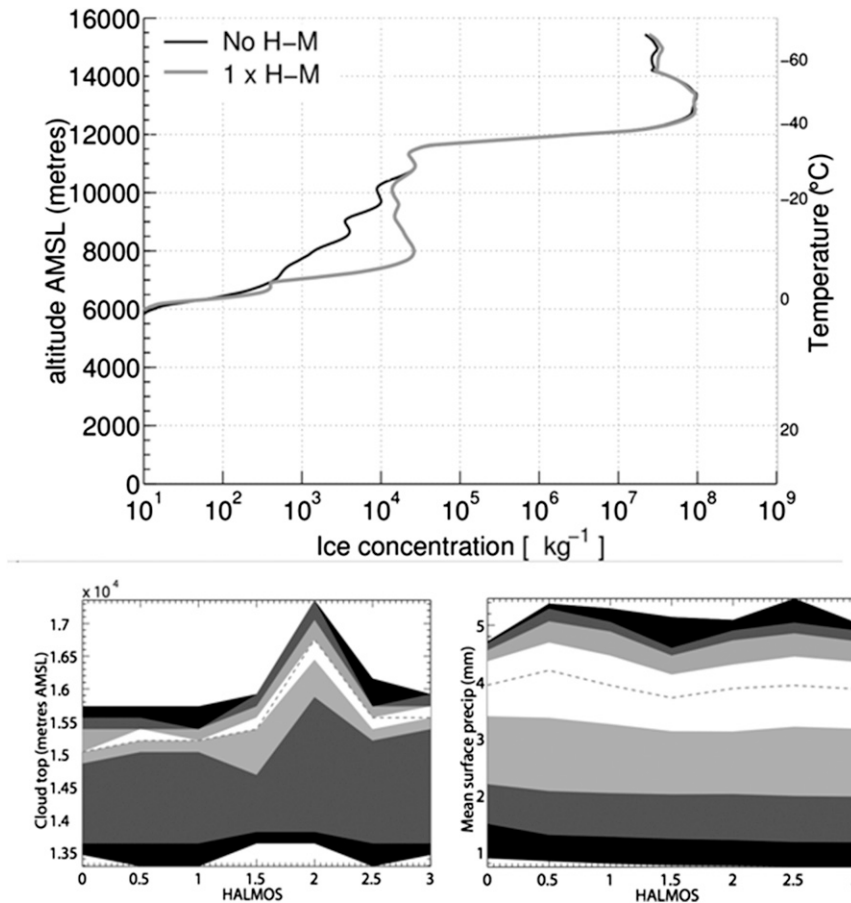 16000
14000
12000
10000
8000
6000
4000
2000
0
altitude AMSL (metres)
No H-M
1 x H-M
-60
-40
-20
0
20
Temperature (ºC)
10^1 10^2 10^3 10^4 10^5 10^6 10^7 10^8 10^9
Ice concentration [ kg^-1 ]
x 10^4
1.7
1.65
1.6
1.55
1.5
1.45
1.4
1.35
Cloud top (metres AMSL)
0 0.5 1 1.5 2 2.5 3
HALMOS
5
4
3
2
1
Mean surface precip (mm)
0 0.5 1 1.5 2 2.5 3
HALMOS